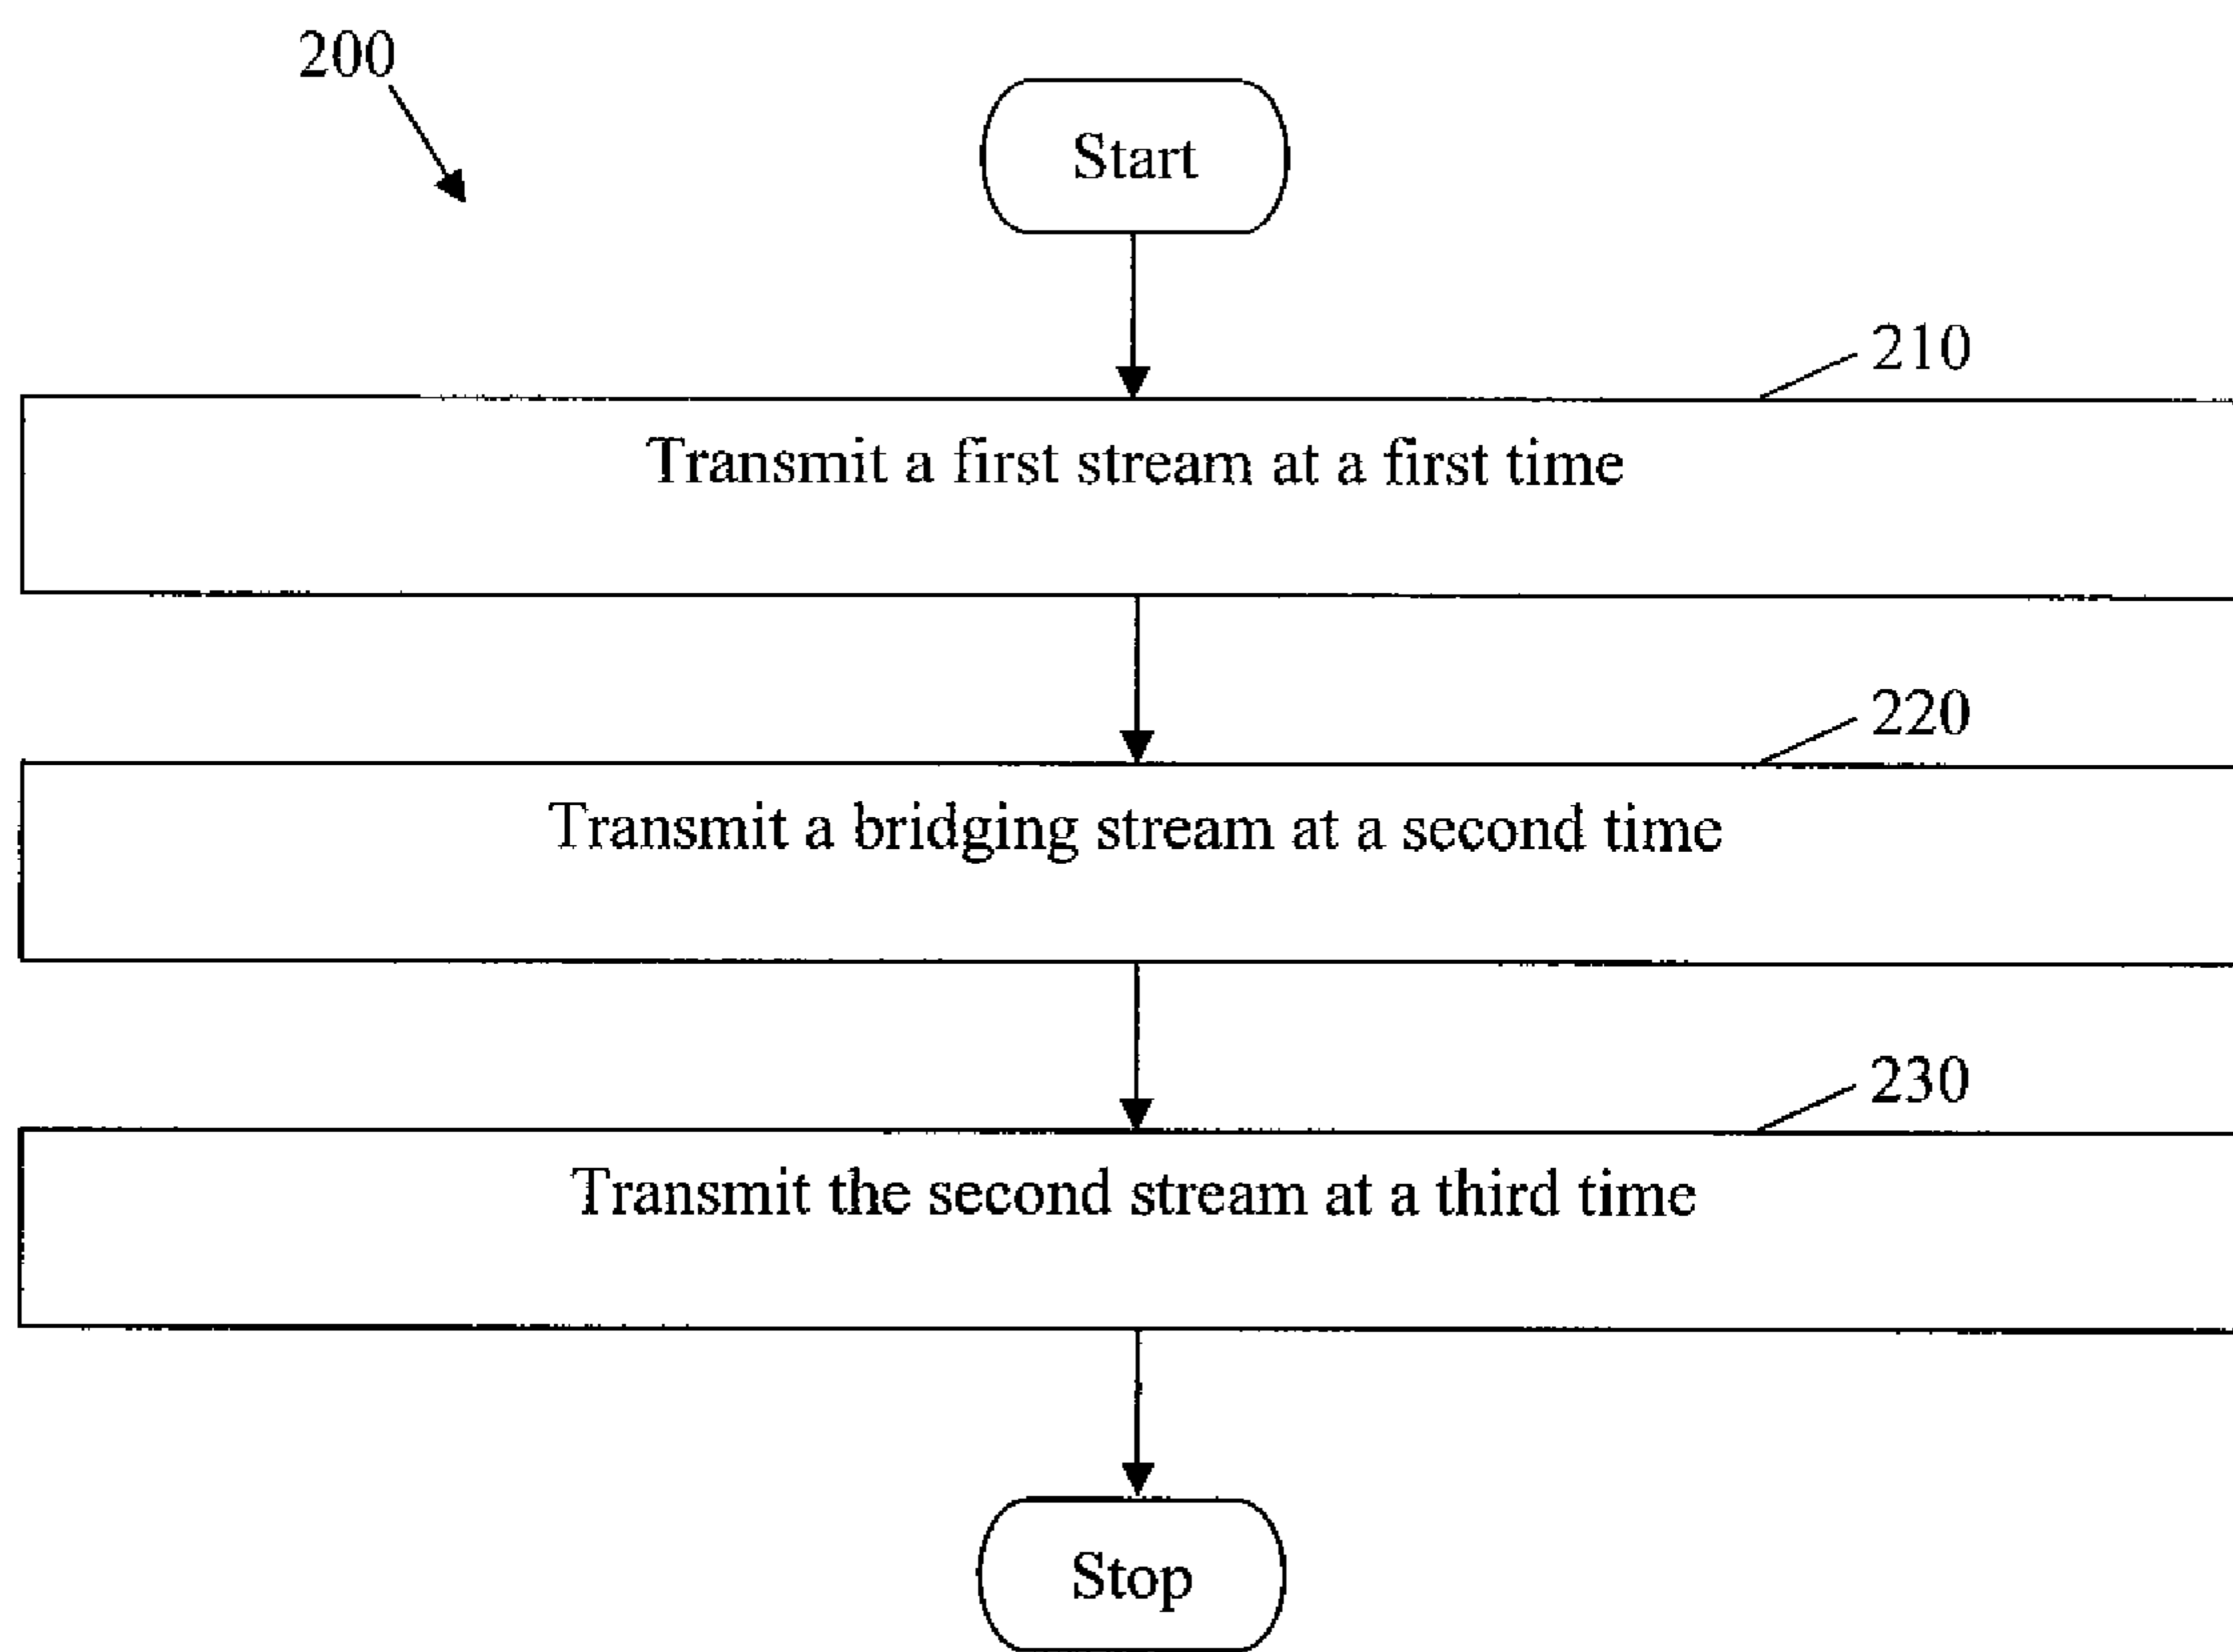 200
Start
210
Transmit a first stream at a first time
220
Transmit a bridging stream at a second time
230
Transmit the second stream at a third time
Stop